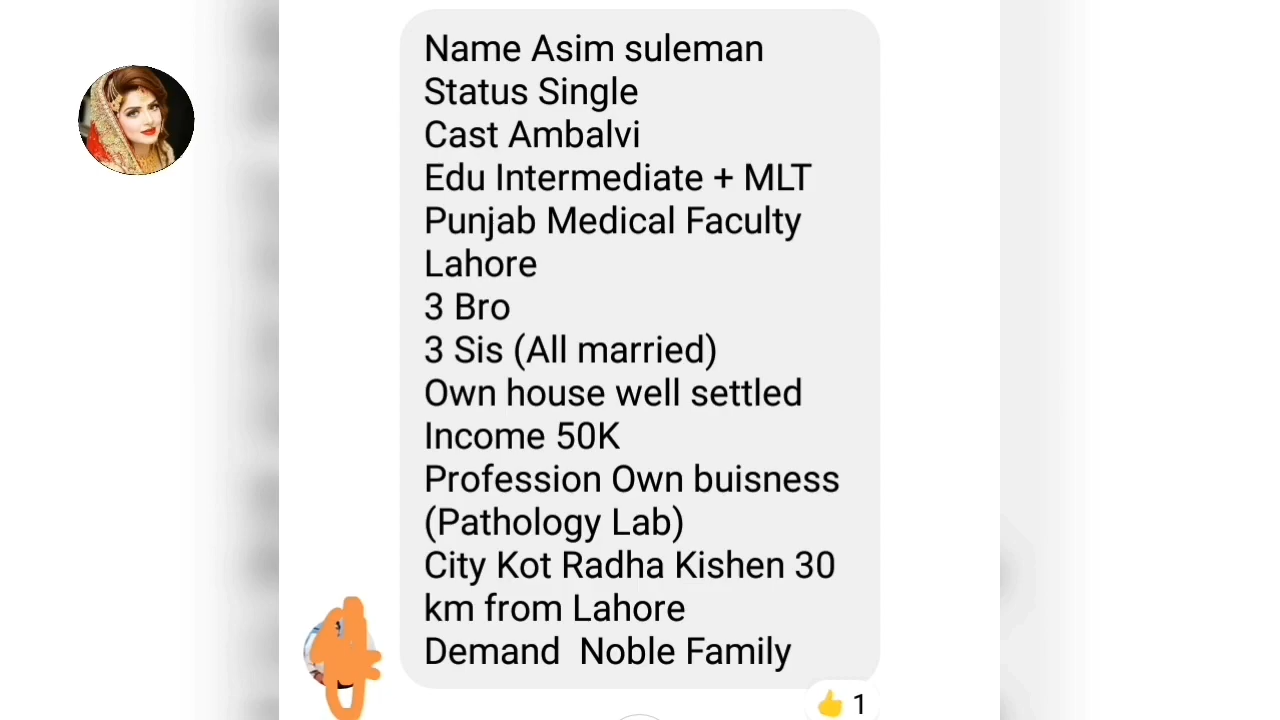 Name Asim suleman
Status Single
Cast Ambalvi
Edu Intermediate + MLT
Punjab Medical Faculty
Lahore
3 Bro
3 Sis (All married)
Own house well settled
Income 50K
Profession Own buisness
(Pathology Lab)
City Kot Radha Kishen 30
km from Lahore
Demand  Noble Family
👍 1